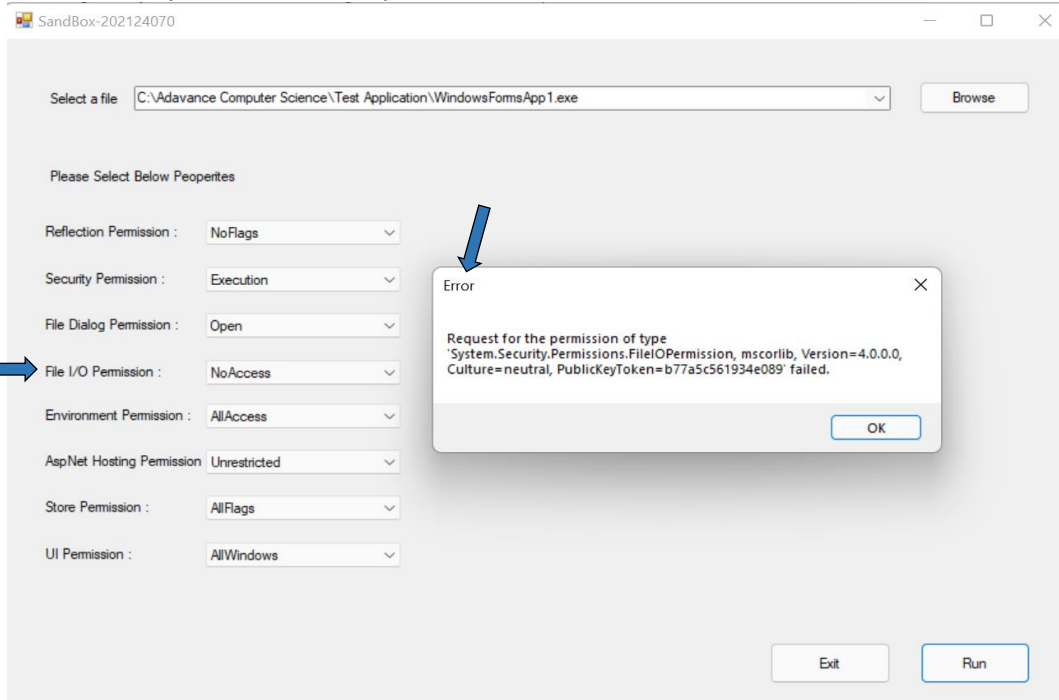 SandBox-202124070
Select a file C:\Adavance Computer Science\Test Application\WindowsFormsApp1.exe Browse
Please Select Below Peoperites
Reflection Permission : NoFlags
Security Permission : Execution
File Dialog Permission : Open
File I/O Permission : NoAccess
Environment Permission : AllAccess
AspNet Hosting Permission Unrestricted
Store Permission : AllFlags
UI Permission : AllWindows
Error
Request for the permission of type
'System.Security.Permissions.FileIOPermission, mscorlib, Version=4.0.0.0,
Culture=neutral, PublicKeyToken=b77a5c561934e089' failed.
OK
Exit Run